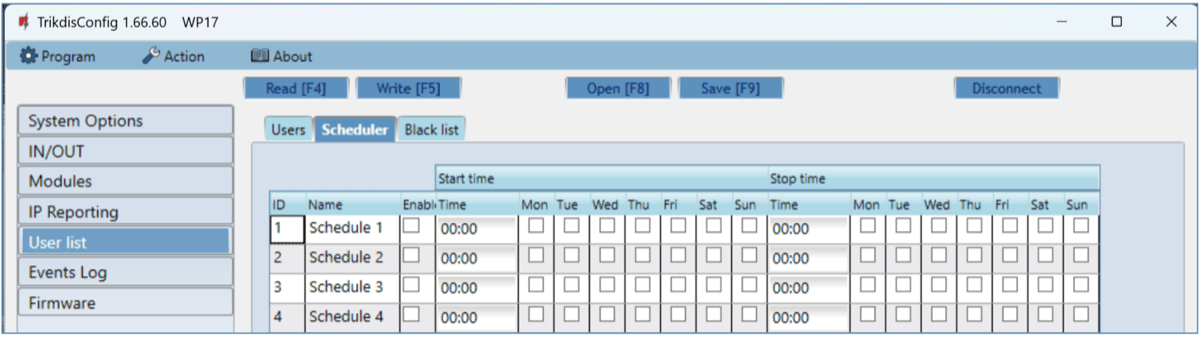 TrikdisConfig 1.66.60 WP17
Program Action About
Read [F4] Write [F5] Open [F8] Save [F9] Disconnect
System Options
IN/OUT
Modules
IP Reporting
User list
Events Log
Firmware
Users Scheduler Black list
Start time Stop time
ID Name Enabl Time Mon Tue Wed Thu Fri Sat Sun Time Mon Tue Wed Thu Fri Sat Sun
1 Schedule 1 00:00 00:00
2 Schedule 2 00:00 00:00
3 Schedule 3 00:00 00:00
4 Schedule 4 00:00 00:00